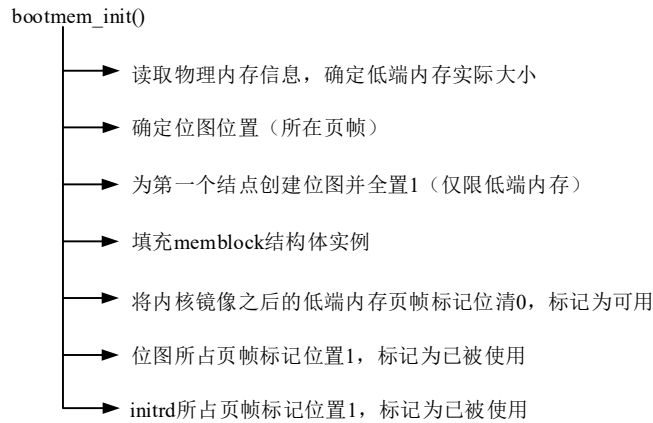 bootmem_init()
读取物理内存信息，确定低端内存实际大小
确定位图位置（所在页帧）
为第一个结点创建位图并全置1（仅限低端内存）
填充memblock结构体实例
将内核镜像之后的低端内存页帧标记位清0，标记为可用
位图所占页帧标记位置1，标记为已被使用
initrd所占页帧标记位置1，标记为已被使用